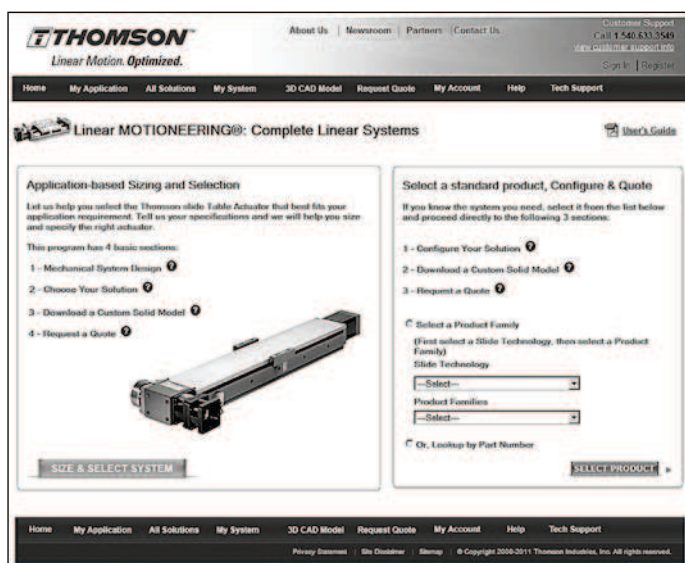 THOMSON™
Linear Motion. Optimized.
About Us | Newsroom | Partners | Contact Us
Customer Support
Call 1.540.633.3549
view customer support info
Sign In | Register
Home My Application All Solutions My System 3D CAD Model Request Quote My Account Help Tech Support
Linear MOTIONEERING®: Complete Linear Systems
User's Guide
Application-based Sizing and Selection
Let us help you select the Thomson slide Table Actuator that best fits your
application requirement. Tell us your specifications and we will help you size
and specify the right actuator.
This program has 4 basic sections:
1 - Mechanical System Design ?
2 - Choose Your Solution ?
3 - Download a Custom Solid Model ?
4 - Request a Quote ?
SIZE & SELECT SYSTEM
Select a standard product, Configure & Quote
If you know the system you need, select it from the list below
and proceed directly to the following 3 sections:
1 - Configure Your Solution ?
2 - Download a Custom Solid Model ?
3 - Request a Quote ?
Select a Product Family
(First select a Slide Technology, then select a Product
Family)
Slide Technology
---Select---
Product Families
---Select---
Or, Lookup by Part Number
SELECT PRODUCT
Home My Application All Solutions My System 3D CAD Model Request Quote My Account Help Tech Support
Privacy Statement | Site Disclaimer | Sitemap | © Copyright 2008-2011 Thomson Industries, Inc. All rights reserved.